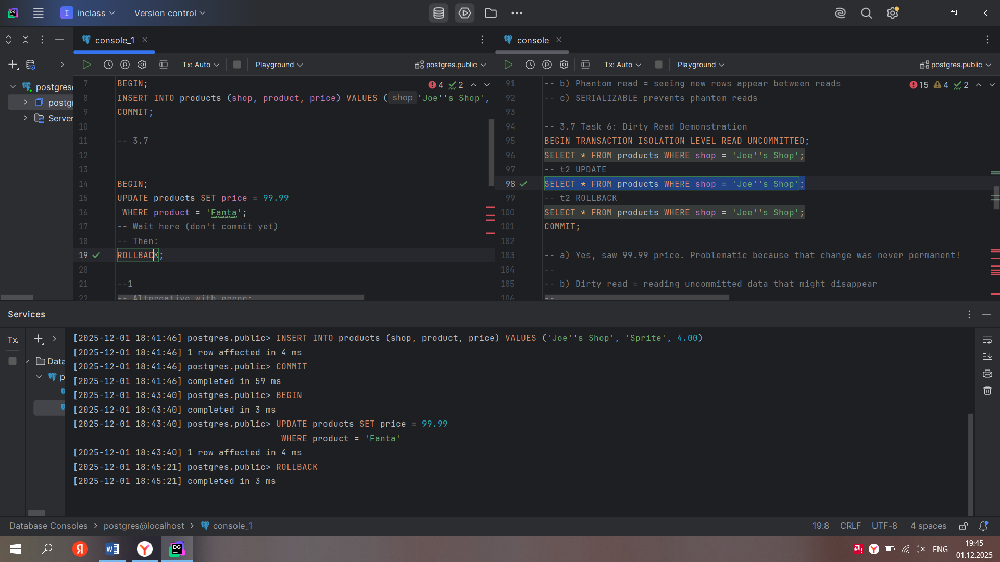 DG
I inclass Version control
console_1
console
Tx: Auto Playground postgres.public
Tx: Auto Playground postgres.public
postgres(
postg
Server
7 BEGIN; 4 2
8 INSERT INTO products (shop, product, price) VALUES ( shop 'Joe''s Shop',
9 COMMIT;
10
11 -- 3.7
12
13
14 BEGIN;
15 UPDATE products SET price = 99.99
16 WHERE product = 'Fanta';
17 -- Wait here (don't commit yet)
18 -- Then:
19 ROLLBACK;
20
21 --1
22 -- Alternative with error:
91 -- b) Phantom read = seeing new rows appear between reads 15 4 2
92 -- c) SERIALIZABLE prevents phantom reads
93
94 -- 3.7 Task 6: Dirty Read Demonstration
95 BEGIN TRANSACTION ISOLATION LEVEL READ UNCOMMITTED;
96 SELECT * FROM products WHERE shop = 'Joe''s Shop';
97 -- t2 UPDATE
98 SELECT * FROM products WHERE shop = 'Joe''s Shop';
99 -- t2 ROLLBACK
100 SELECT * FROM products WHERE shop = 'Joe''s Shop';
101 COMMIT;
102
103 -- a) Yes, saw 99.99 price. Problematic because that change was never permanent!
104 --
105 -- b) Dirty read = reading uncommitted data that might disappear
106 --
Services
Tx
Data
p
[2025-12-01 18:41:46] postgres.public> INSERT INTO products (shop, product, price) VALUES ('Joe''s Shop', 'Sprite', 4.00)
[2025-12-01 18:41:46] 1 row affected in 4 ms
[2025-12-01 18:41:46] postgres.public> COMMIT
[2025-12-01 18:41:46] completed in 59 ms
[2025-12-01 18:43:40] postgres.public> BEGIN
[2025-12-01 18:43:40] completed in 3 ms
[2025-12-01 18:43:40] postgres.public> UPDATE products SET price = 99.99
WHERE product = 'Fanta'
[2025-12-01 18:43:40] 1 row affected in 4 ms
[2025-12-01 18:45:21] postgres.public> ROLLBACK
[2025-12-01 18:45:21] completed in 3 ms
Database Consoles > postgres@localhost > console_1
19:8 CRLF UTF-8 4 spaces
Я
W
Y
DG
ENG
19:45
01.12.2025